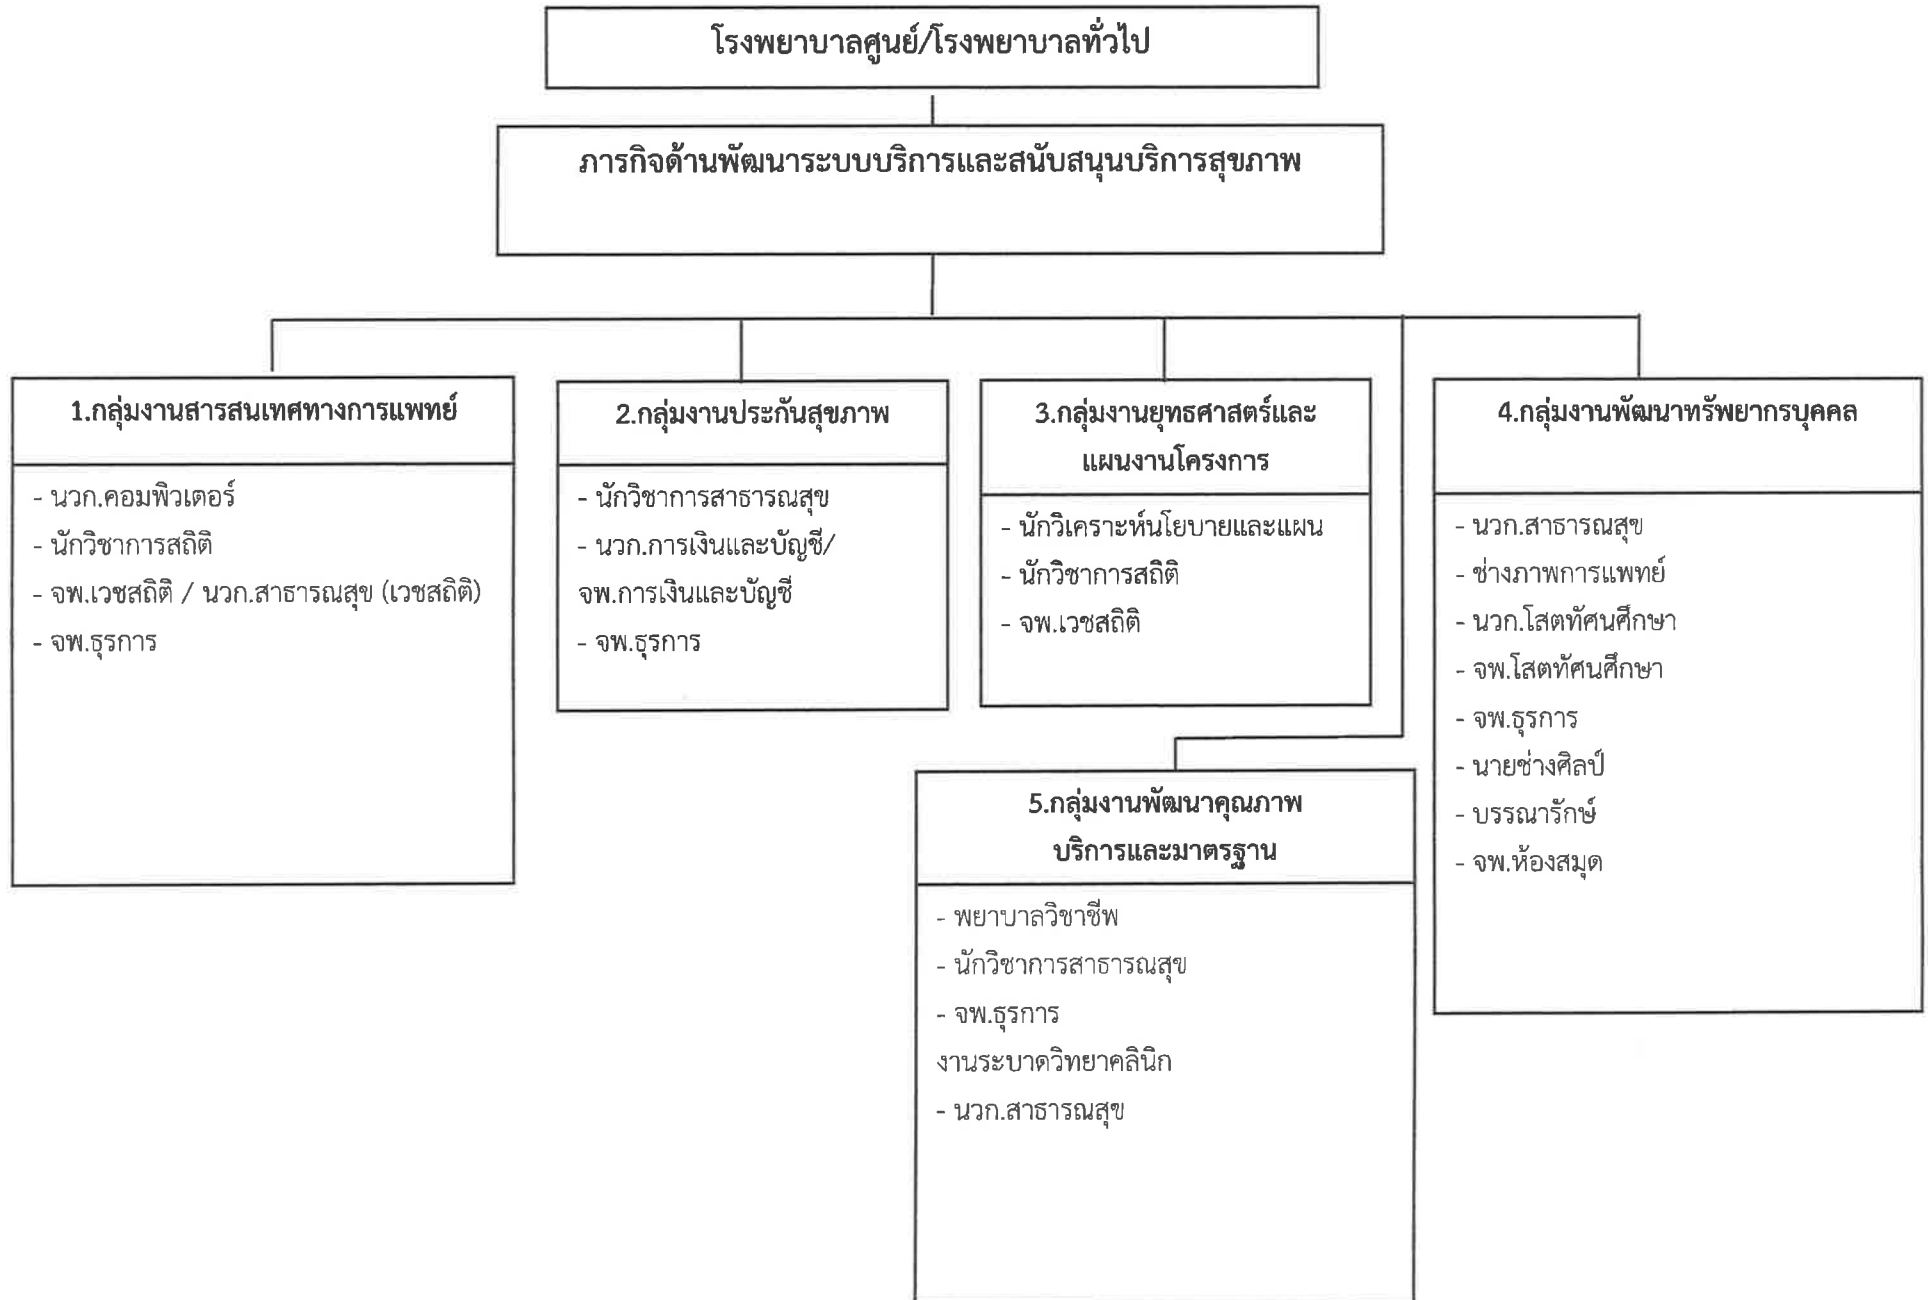 โรงพยาบาลศูนย์/โรงพยาบาลทั่วไป
ภารกิจด้านพัฒนาระบบบริการและสนับสนุนบริการสุขภาพ
1.กลุ่มงานสารสนเทศทางการแพทย์
- นวก.คอมพิวเตอร์
- นักวิชาการสถิติ
- จพ.เวชสถิติ / นวก.สาธารณสุข (เวชสถิติ)
- จพ.ธุรการ
2.กลุ่มงานประกันสุขภาพ
- นักวิชาการสาธารณสุข
- นวก.การเงินและบัญชี/
จพ.การเงินและบัญชี
- จพ.ธุรการ
3.กลุ่มงานยุทธศาสตร์และ
แผนงานโครงการ
- นักวิเคราะห์นโยบายและแผน
- นักวิชาการสถิติ
- จพ.เวชสถิติ
4.กลุ่มงานพัฒนาทรัพยากรบุคคล
- นวก.สาธารณสุข
- ช่างภาพการแพทย์
- นวก.โสตทัศนศึกษา
- จพ.โสตทัศนศึกษา
- จพ.ธุรการ
- นายช่างศิลป์
- บรรณารักษ์
- จพ.ห้องสมุด
5.กลุ่มงานพัฒนาคุณภาพ
บริการและมาตรฐาน
- พยาบาลวิชาชีพ
- นักวิชาการสาธารณสุข
- จพ.ธุรการ
งานระบาดวิทยาคลินิก
- นวก.สาธารณสุข